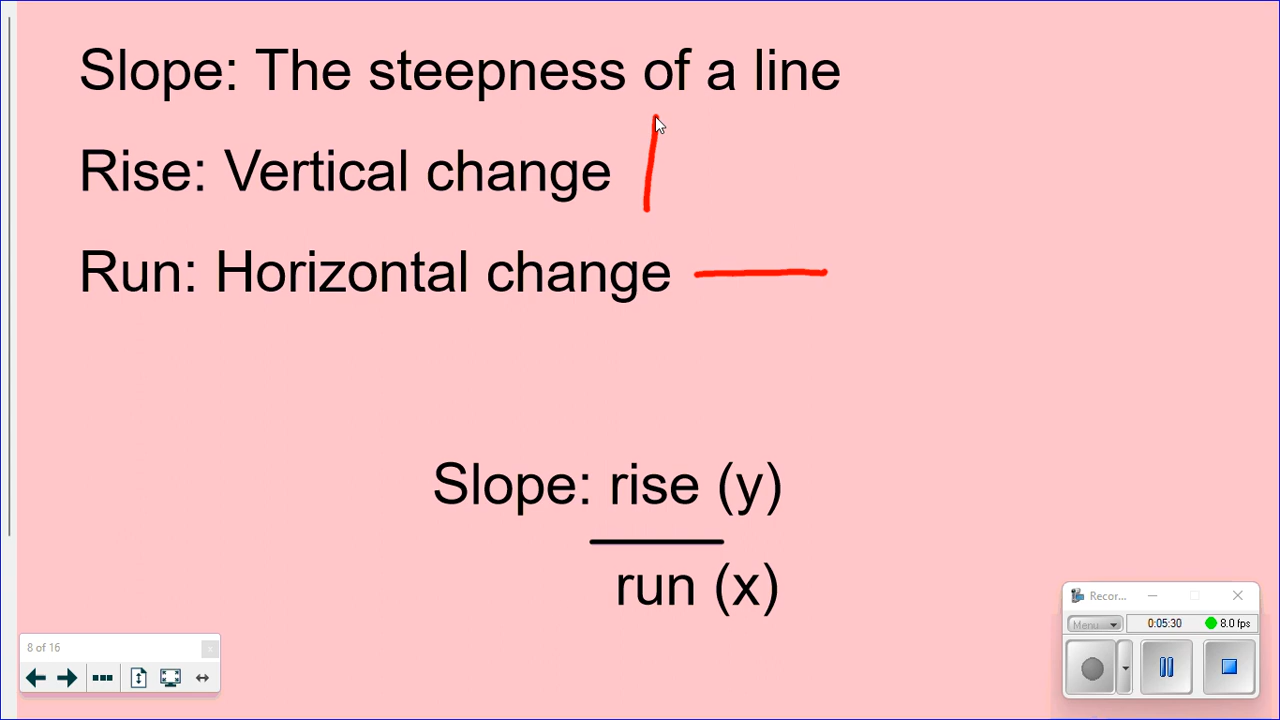 Slope: The steepness of a line
Rise: Vertical change
Run: Horizontal change
Slope: rise (y)
run (x)
8 of 16
x
Recor...
Menu
0:05:30
8.0 fps